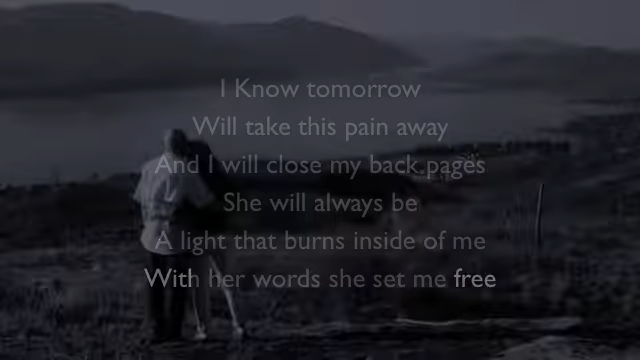 I Know tomorrow
Will take this pain away
And I will close my back pages
She will always be
A light that burns inside of me
With her words she set me free